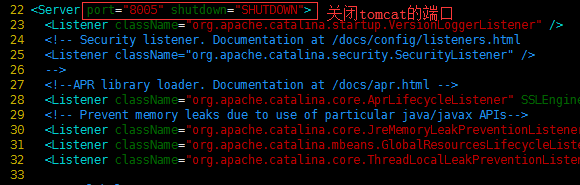 22 <Server port="8065" shutdown="SHUTDOWN"> 关闭tomcat的端口
23 <Listener className="org.apache.catalina.startup.VersionLoggerListener" />
24 <!-- Security listener. Documentation at /docs/config/listeners.html
25 <Listener className="org.apache.catalina.security.SecurityListener" />
26 -->
27 <!--APR library loader. Documentation at /docs/apr.html -->
28 <Listener className="org.apache.catalina.core.AprLifecycleListener" SSLEngin
29 <!-- Prevent memory leaks due to use of particular java/javax APIs-->
30 <Listener className="org.apache.catalina.core.JreMemoryLeakPreventionListene
31 <Listener className="org.apache.catalina.mbeans.GlobalResourcesLifecycleListe
32 <Listener className="org.apache.catalina.core.ThreadLocalLeakPreventionListen
33